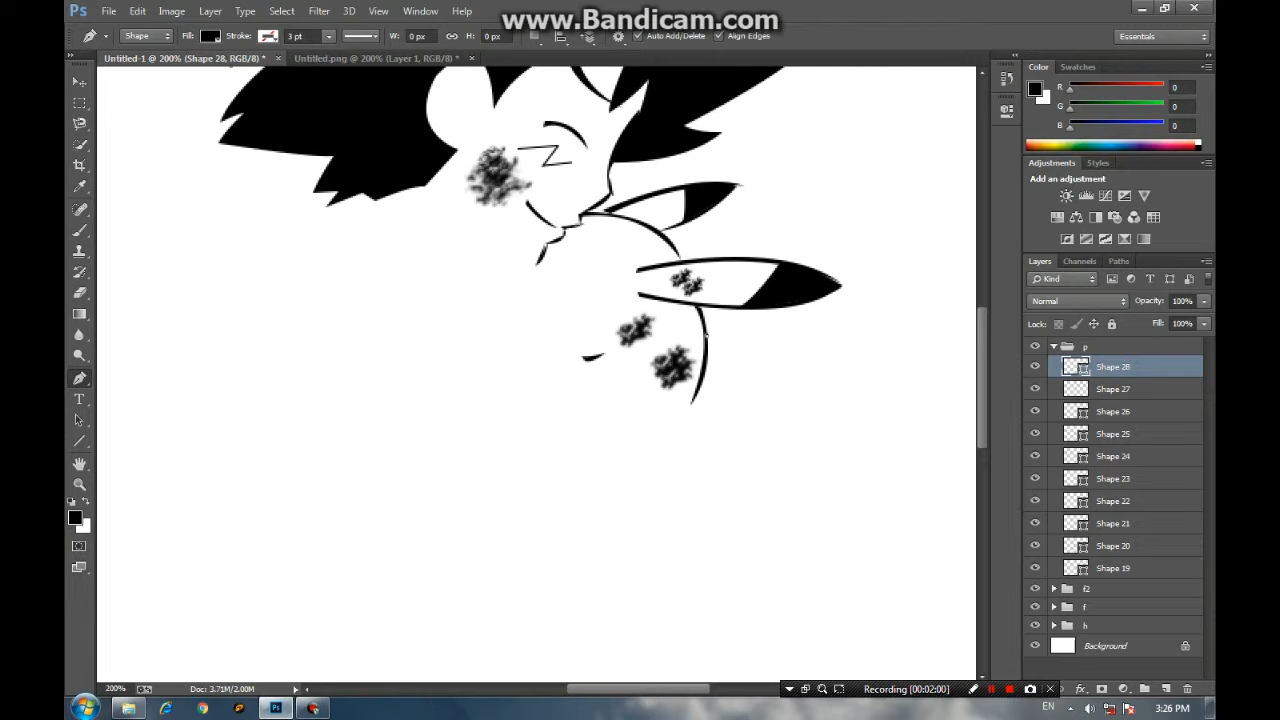 www.Bandicam.com
Ps File Edit Image Layer Type Select Filter 3D View Window Help
Shape Fill: Stroke: 3 pt W: 0 px H: 0 px Auto Add/Delete Align Edges Essentials
Untitled-1 @ 200% (Shape 28, RGB/8) * × Untitled.png @ 200% (Layer 1, RGB/8) * ×
Color Swatches
R 0
G 0
B 0
Adjustments Styles
Add an adjustment
Layers Channels Paths
Kind
Normal Opacity: 100%
Lock: Fill: 100%
p
Shape 28
Shape 27
Shape 26
Shape 25
Shape 24
Shape 23
Shape 22
Shape 21
Shape 20
Shape 19
f2
f
h
Background
200% Doc: 3.71M/2.00M
Recording [00:02:00]
Ps EN 3:26 PM